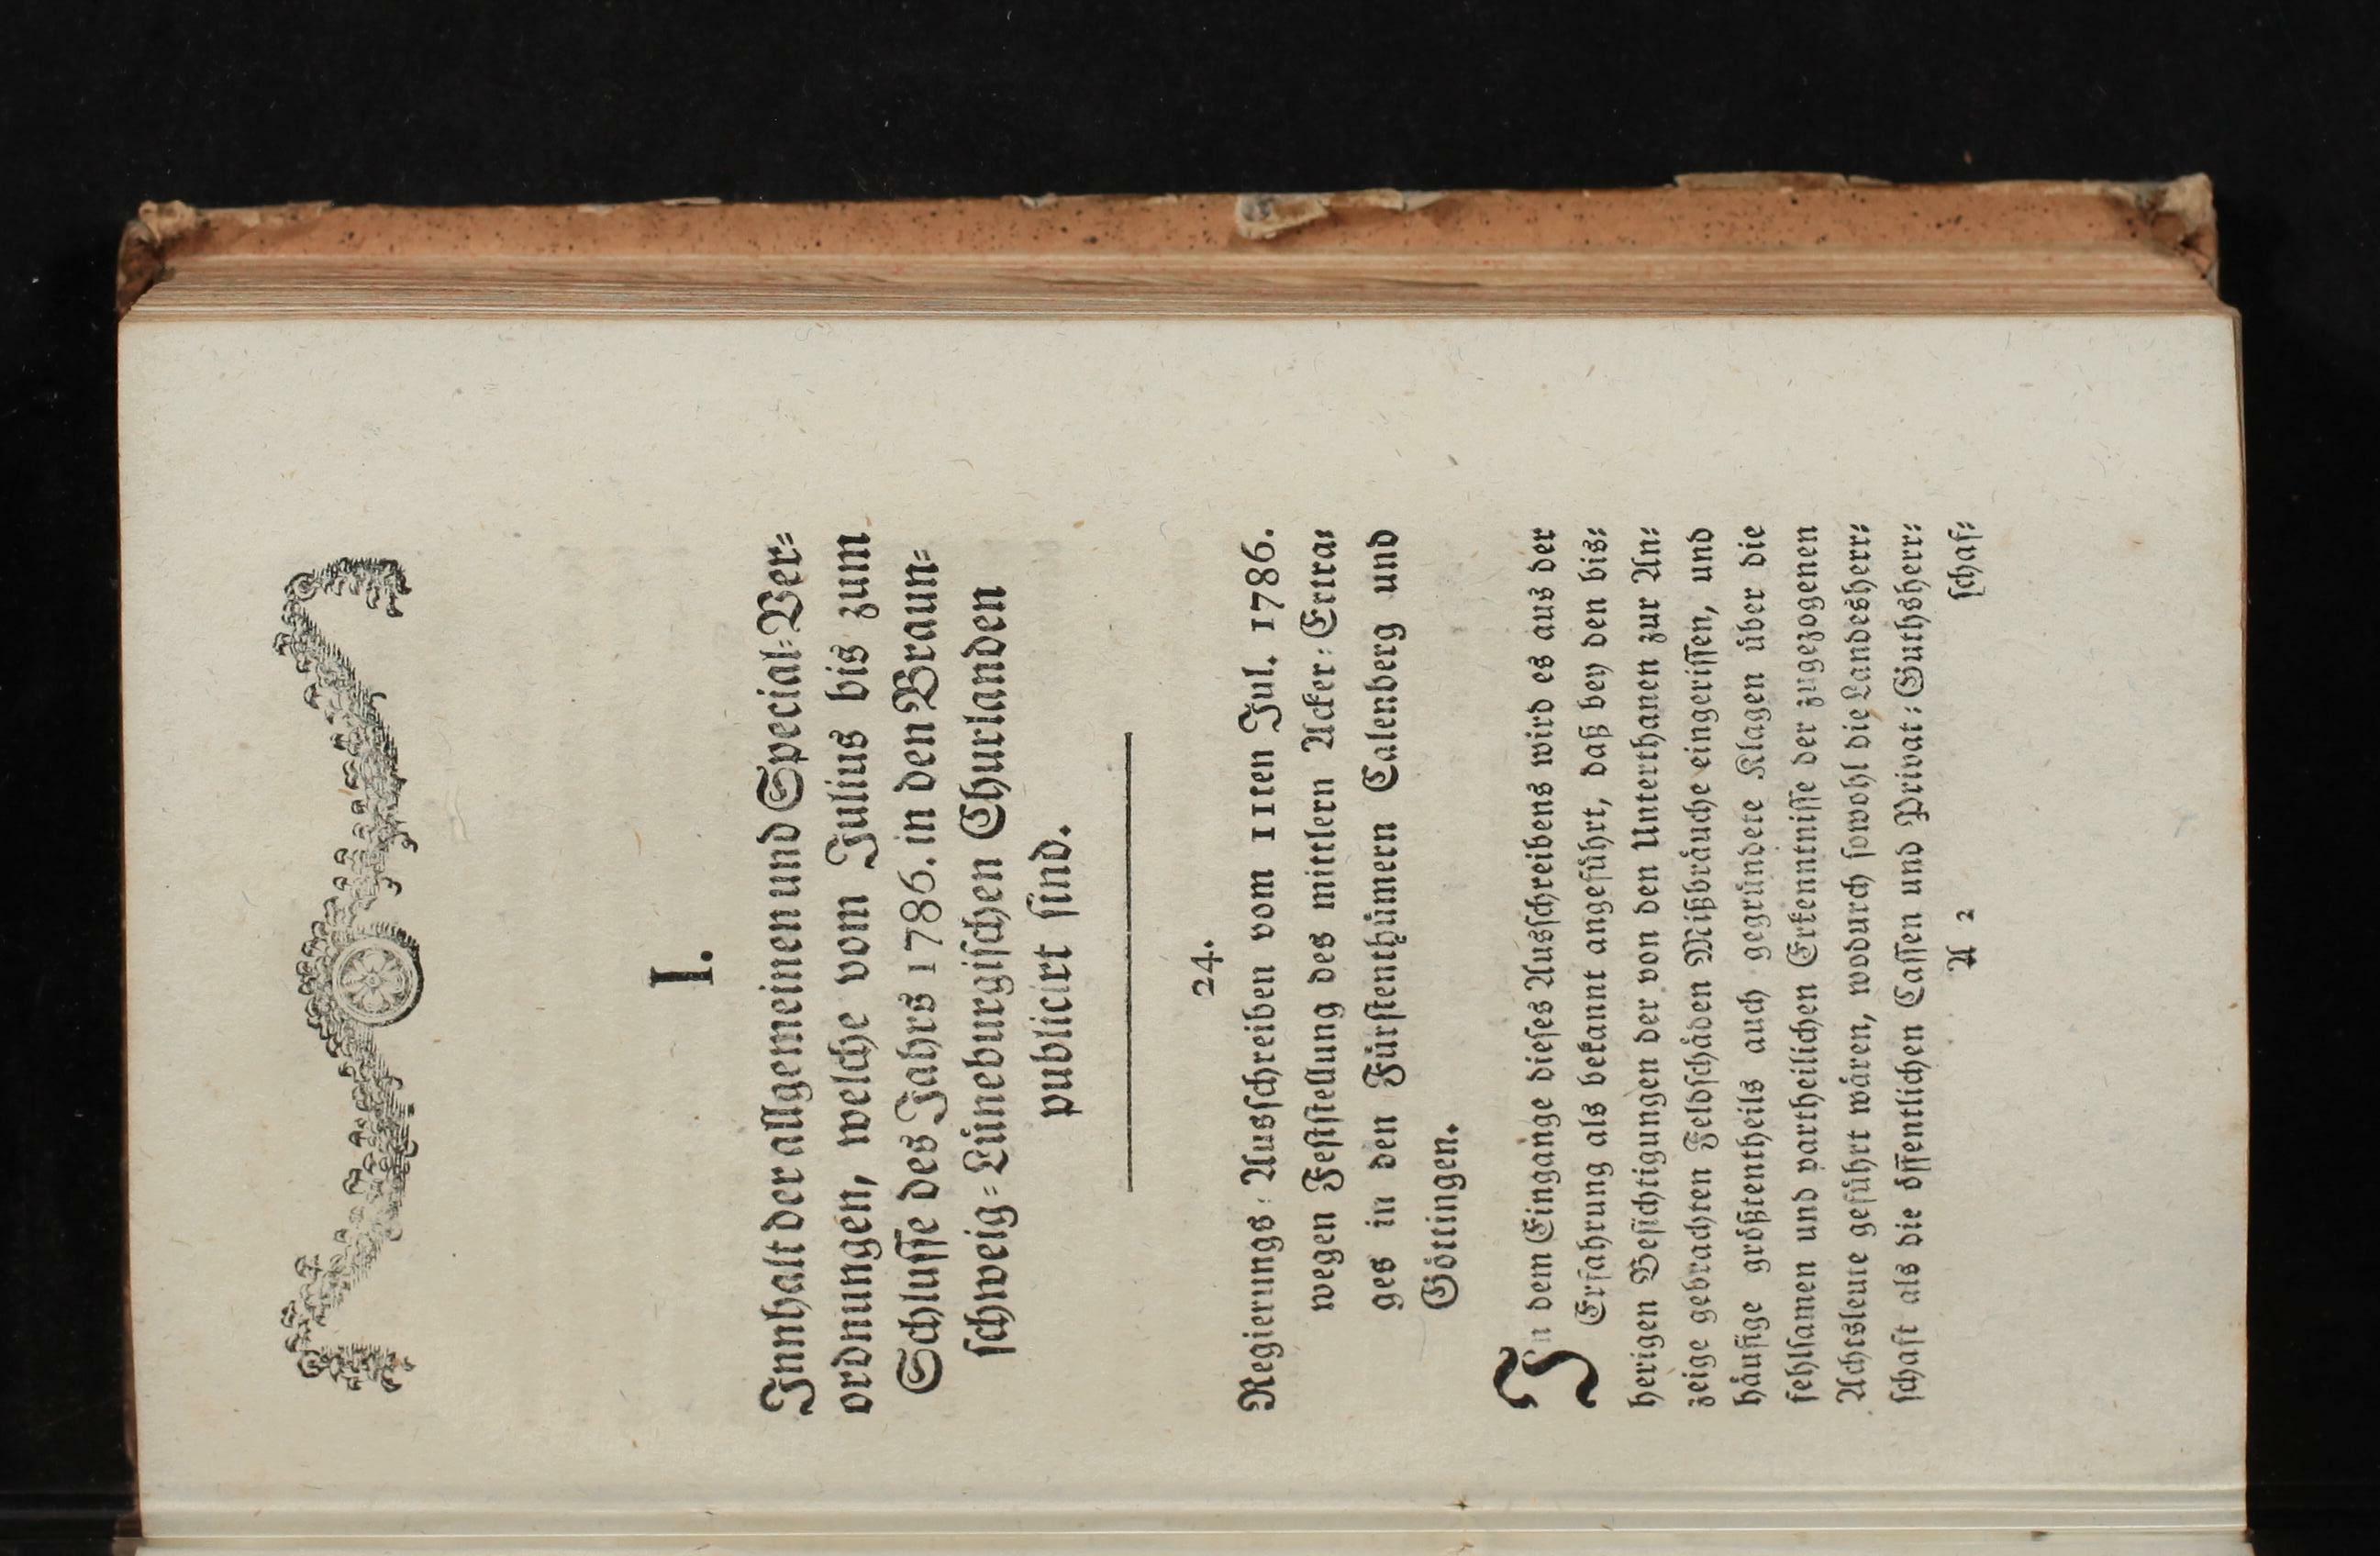 I.
Innhalt der allgemeinen und Special-Ver-
ordnungen, welche vom Julius bis zum
Schlusse des Jahrs 1786. in den Braun-
schweig-Lüneburgischen Churlanden
publicirt sind.
24.
Regierungs-Ausschreiben vom 11ten Jul. 1786.
wegen Feststellung des mittlern Acker-Ertra-
ges in den Fürstenthümern Calenberg und
Göttingen.
In dem Eingange dieses Ausschreibens wird es aus der
Erfahrung als bekannt angeführt, daß bey den bis-
herigen Besichtigungen der von den Unterthanen zur An-
zeige gebrachten Feldschäden Mißbräuche eingerissen, und
häufige größtentheils auch gegründete Klagen über die
fehlsamen und partheilichen Erkenntnisse der zugezogenen
Achtsleute geführt wären, wodurch sowohl die Landesherr-
schaft als die öffentlichen Cassen und Privat-Guthsherr-
A 2 schaf-